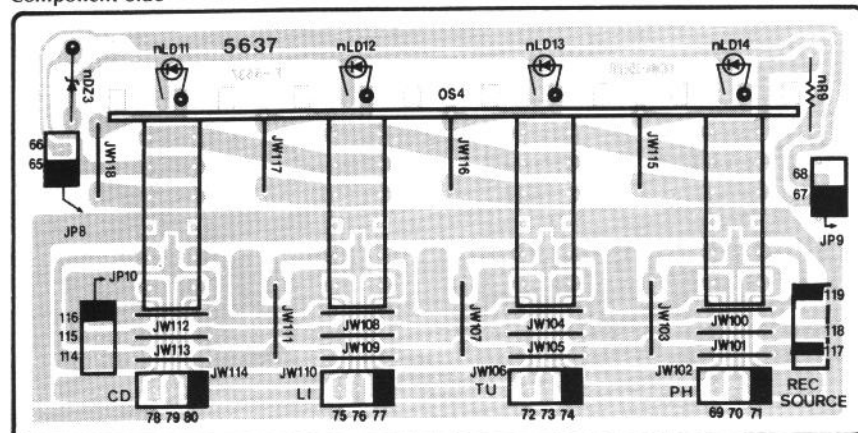 Component Side
nLD11 5637 nLD12 nLD13 nLD14
nDZ3
OS4
nR9
66
65
JW118
JW117
JW116
JW115
68
67
JP8
JP9
JP10
116
115
114
JW112
JW113
JW114
JW111
JW108
JW109
JW110
JW107
JW104
JW105
JW106
JW103
JW100
JW101
JW102
119
118
117
CD
LI
TU
PH
REC
SOURCE
78 79 80
75 76 77
72 73 74
69 70 71